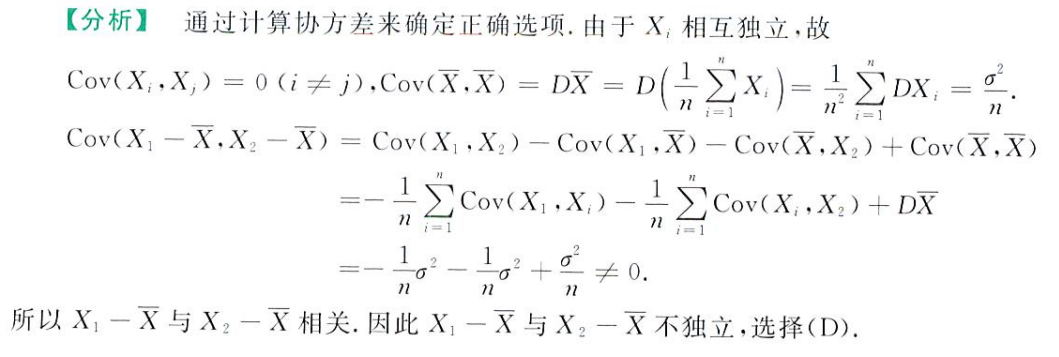 【分析】 通过计算协方差来确定正确选项. 由于 $X_i$ 相互独立,故
$\mathrm{Cov}(X_i,X_j)=0\ (i\neq j),\mathrm{Cov}(\overline{X},\overline{X})=D\overline{X}=D\left(\frac{1}{n}\sum_{i=1}^{n}X_i\right)=\frac{1}{n^2}\sum_{i=1}^{n}DX_i=\frac{\sigma^2}{n}.$
$\mathrm{Cov}(X_1-\overline{X},X_2-\overline{X})=\mathrm{Cov}(X_1,X_2)-\mathrm{Cov}(X_1,\overline{X})-\mathrm{Cov}(\overline{X},X_2)+\mathrm{Cov}(\overline{X},\overline{X})$
$=-\frac{1}{n}\sum_{i=1}^{n}\mathrm{Cov}(X_1,X_i)-\frac{1}{n}\sum_{i=1}^{n}\mathrm{Cov}(X_i,X_2)+D\overline{X}$
$=-\frac{1}{n}\sigma^2-\frac{1}{n}\sigma^2+\frac{\sigma^2}{n}\neq 0.$
所以 $X_1-\overline{X}$ 与 $X_2-\overline{X}$ 相关. 因此 $X_1-\overline{X}$ 与 $X_2-\overline{X}$ 不独立,选择(D).